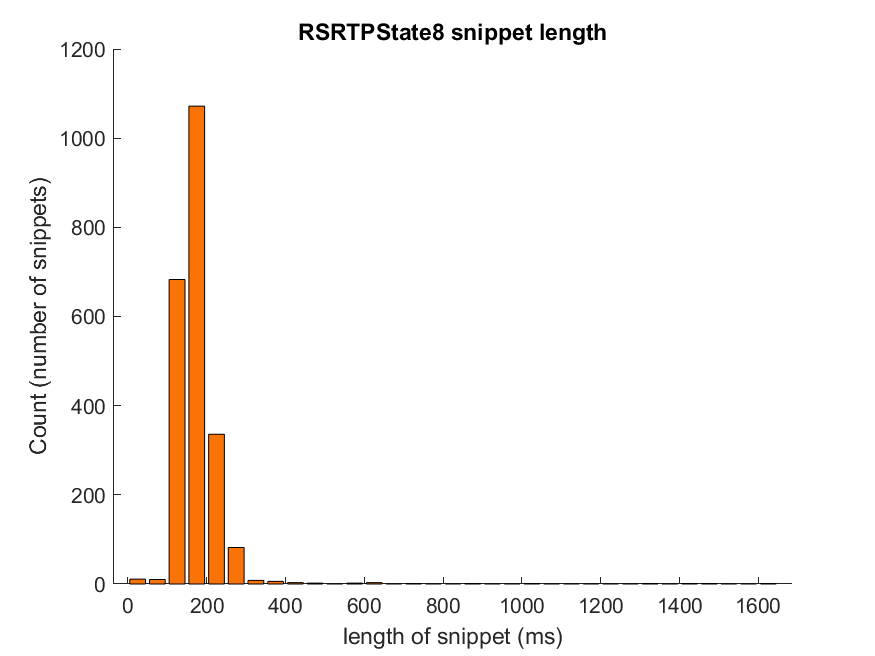 RSRTPState8 snippet length
1200
1000
800
600
400
200
0
Count (number of snippets)
0 200 400 600 800 1000 1200 1400 1600
length of snippet (ms)